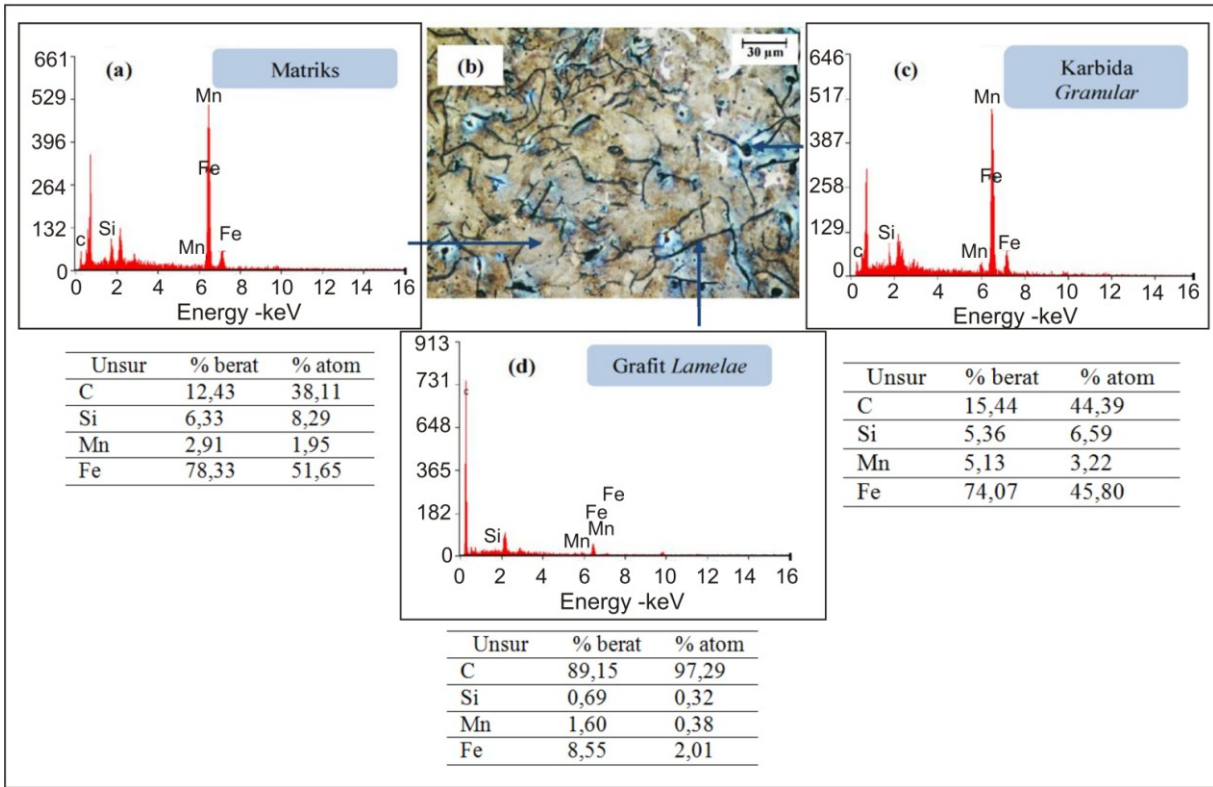 661
529
396
264
132
0
(a)
Matriks
Mn
Fe
C
Si
Mn
Fe
0 2 4 6 8 10 12 14 16
Energy -keV
(b)
30 µm
646
517
387
258
129
0
(c)
Karbida
Granular
Mn
Fe
C
Si
Mn
Fe
0 2 4 6 8 10 12 14 16
Energy -keV
Unsur % berat % atom
C 12,43 38,11
Si 6,33 8,29
Mn 2,91 1,95
Fe 78,33 51,65
913
731
648
365
182
0
(d)
Grafit Lamelae
c
Si
Mn
Fe
Fe
Mn
0 2 4 6 8 10 12 14 16
Energy -keV
Unsur % berat % atom
C 15,44 44,39
Si 5,36 6,59
Mn 5,13 3,22
Fe 74,07 45,80
Unsur % berat % atom
C 89,15 97,29
Si 0,69 0,32
Mn 1,60 0,38
Fe 8,55 2,01